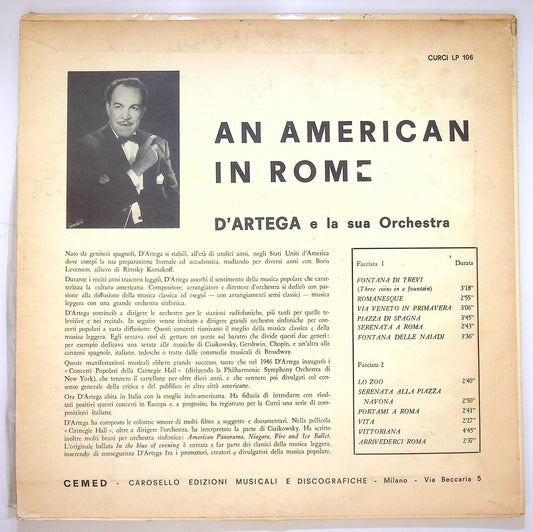 CURCI LP 106
AN AMERICAN
IN ROME
D'ARTEGA e la sua Orchestra
Nato da genitori spagnoli, D'Artega si stabilì, all'età di undici anni, negli Stati Uniti d'America
dove compì la sua preparazione formale ed accademica, studiando per diversi anni con Boris
Levenson, allievo di Rimsky Korsakoff.
Durante i molti anni trascorsi laggiù, D'Artega assorbì il sentimento della musica popolare che carat-
terizza la cultura americana. Compositore, arrangiatore e direttore d'orchestra si dedicò con pas-
sione alla diffusione della musica classica ed eseguì — con arrangiamenti semi classici — musica
leggera con una grande orchestra sinfonica.
D'Artega cominciò a dirigere le orchestre per le stazioni radiofoniche, più tardi per quelle te-
levisive e nei recitals. In seguito venne invitato a dirigere grandi orchestre sinfoniche per con-
certi popolari a vasta diffusione. Questi concerti riunivano il meglio della musica classica e della
musica leggera. Egli cercava così di gettare un ponte sul baratro che divide questi due generi:
per esempio dedicava una serata alle musiche di Ciaikowsky, Gershwin, Chopin, e un'altra alle
canzoni spagnole, italiane, tedesche o tratte dalle commedie musicali di Broadway.
Queste manifestazioni musicali ebbero grande successo, tanto che nel 1946 D'Artega inaugurò i
« Concerti Popolari della Carnegie Hall » (dirigendo la Philharmonic Symphony Orchestra di
New York), che tennero il cartellone per oltre dieci anni, e che vennero poi divulgati col con-
senso generale della critica e del pubblico in altre città americane.
Ora D'Artega abita in Italia con la moglie italo-americana. Ha fiducia di introdurre con risul-
tati positivi questi concerti in Europa e, a proposito, ha registrato per la Curci una serie di com-
posizioni italiane.
D'Artega ha composto le colonne sonore di molti films a soggetto e documentari. Nella pellicola
« Carnegie Hall », oltre a dirigere l'orchestra, ha interpretato la parte di Ciaikowsky. Ha scritto
inoltre molti brani per orchestra sinfonica: American Panorama, Niagara, Fire and Ice Ballet.
L'originale ballata In the blue of evening è entrata a far parte dei classici della musica leggera,
inserendo di conseguenza D'Artega fra i promotori, creatori e divulgatori della musica popolare.
Facciata 1 Durata
FONTANA DI TREVI
(Three coins in a fountain) 3'18"
ROMANESQUE 2'55"
VIA VENETO IN PRIMAVERA 3'06"
PIAZZA DI SPAGNA 3'45"
SERENATA A ROMA 2'43"
FONTANA DELLE NAIADI 3'36"
Facciata 2
LO ZOO 2'40"
SERENATA ALLA PIAZZA
NAVONA 2'50"
PORTAMI A ROMA 2'41"
VITA 2'27"
VITTORIANA 4'45"
ARRIVEDERCI ROMA 2'37"
CEMED - CAROSELLO EDIZIONI MUSICALI E DISCOGRAFICHE - Milano - Via Beccaria 5